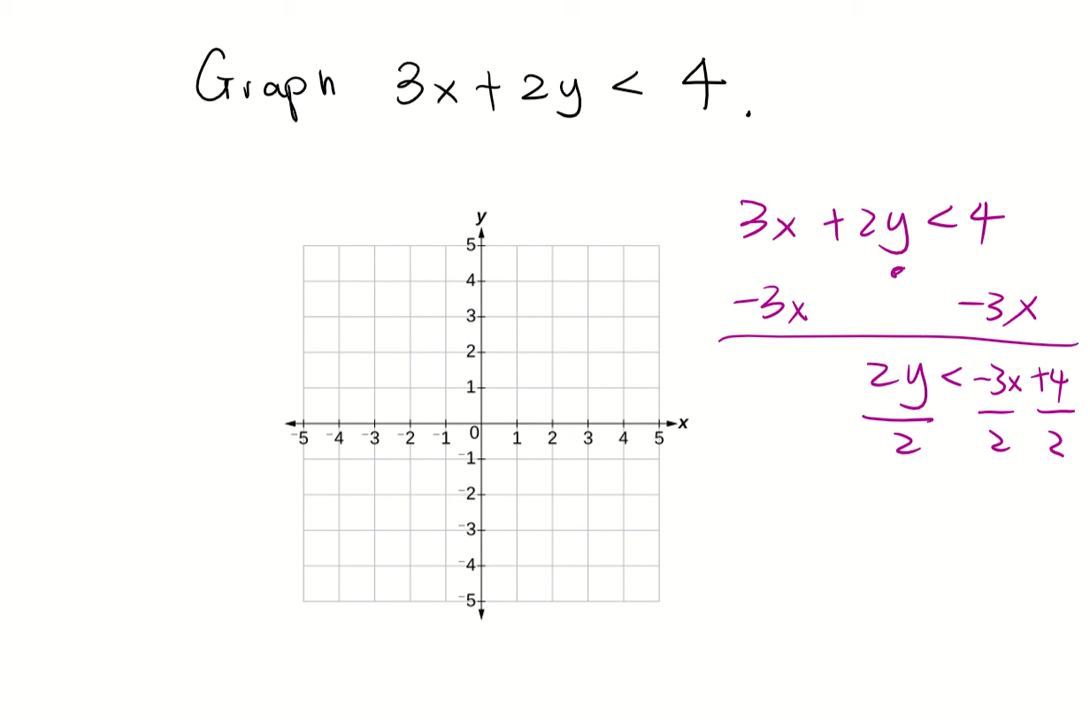 Graph 3x + 2y < 4.
3x + 2y < 4
-3x -3x
2y < -3x + 4
2 2 2
y
5
4
3
2
1
-5 -4 -3 -2 -1 0 1 2 3 4 5 x
-1
-2
-3
-4
-5